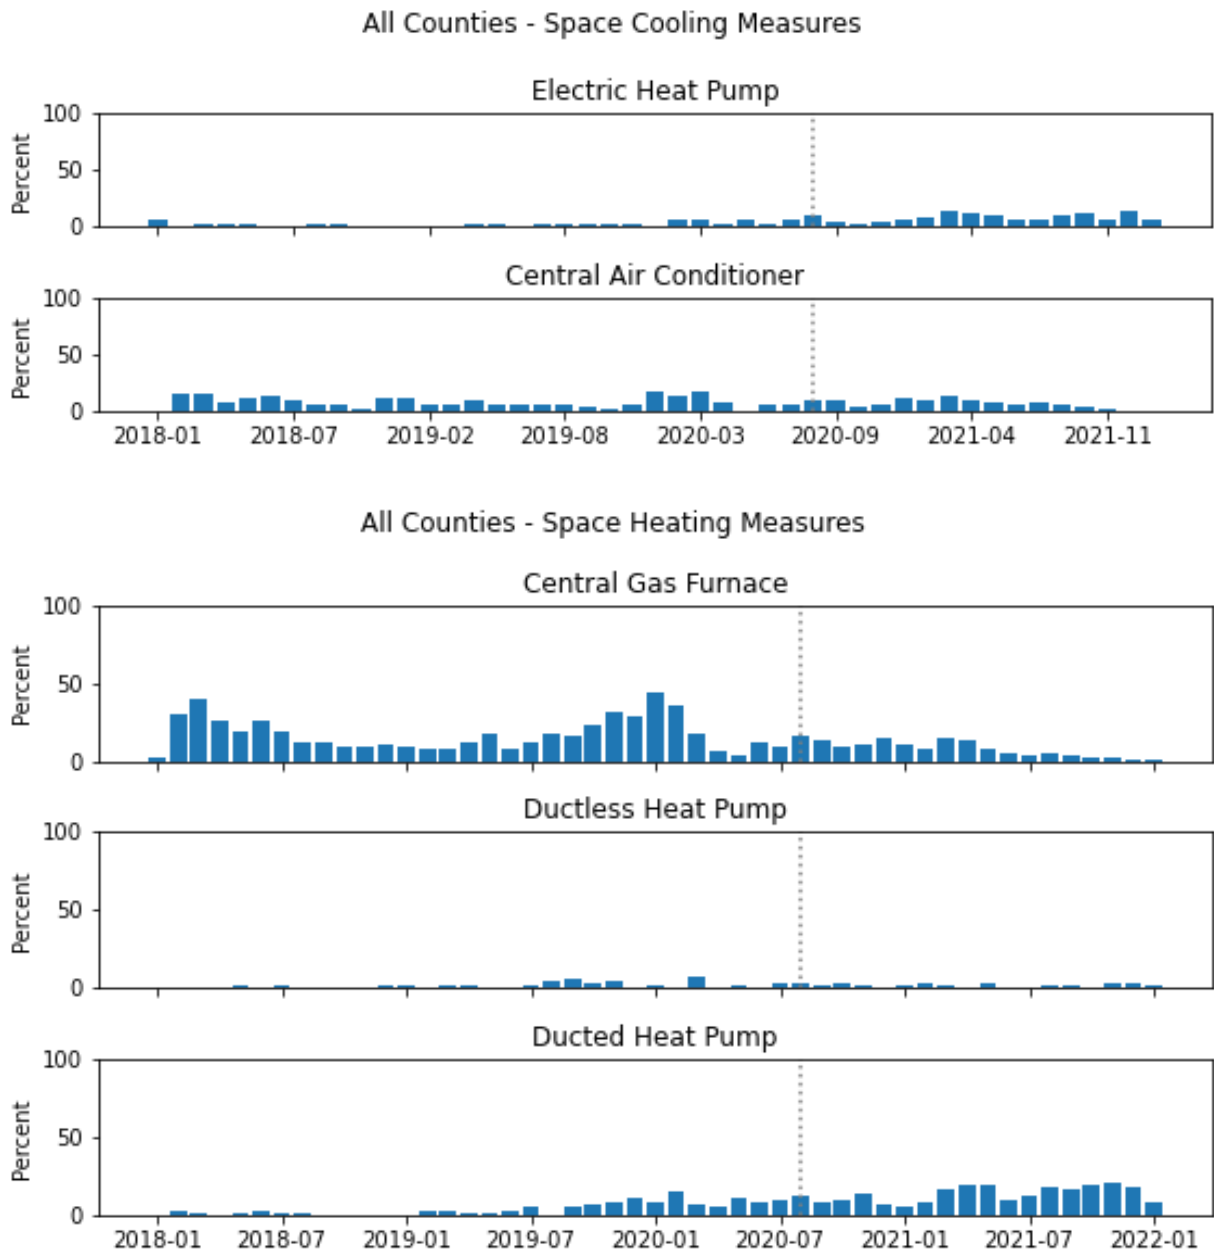 All Counties - Space Cooling Measures
Electric Heat Pump
100
50
0
Percent
Central Air Conditioner
100
50
0
Percent
2018-01 2018-07 2019-02 2019-08 2020-03 2020-09 2021-04 2021-11
All Counties - Space Heating Measures
Central Gas Furnace
100
50
0
Percent
Ductless Heat Pump
100
50
0
Percent
Ducted Heat Pump
100
50
0
Percent
2018-01 2018-07 2019-01 2019-07 2020-01 2020-07 2021-01 2021-07 2022-01